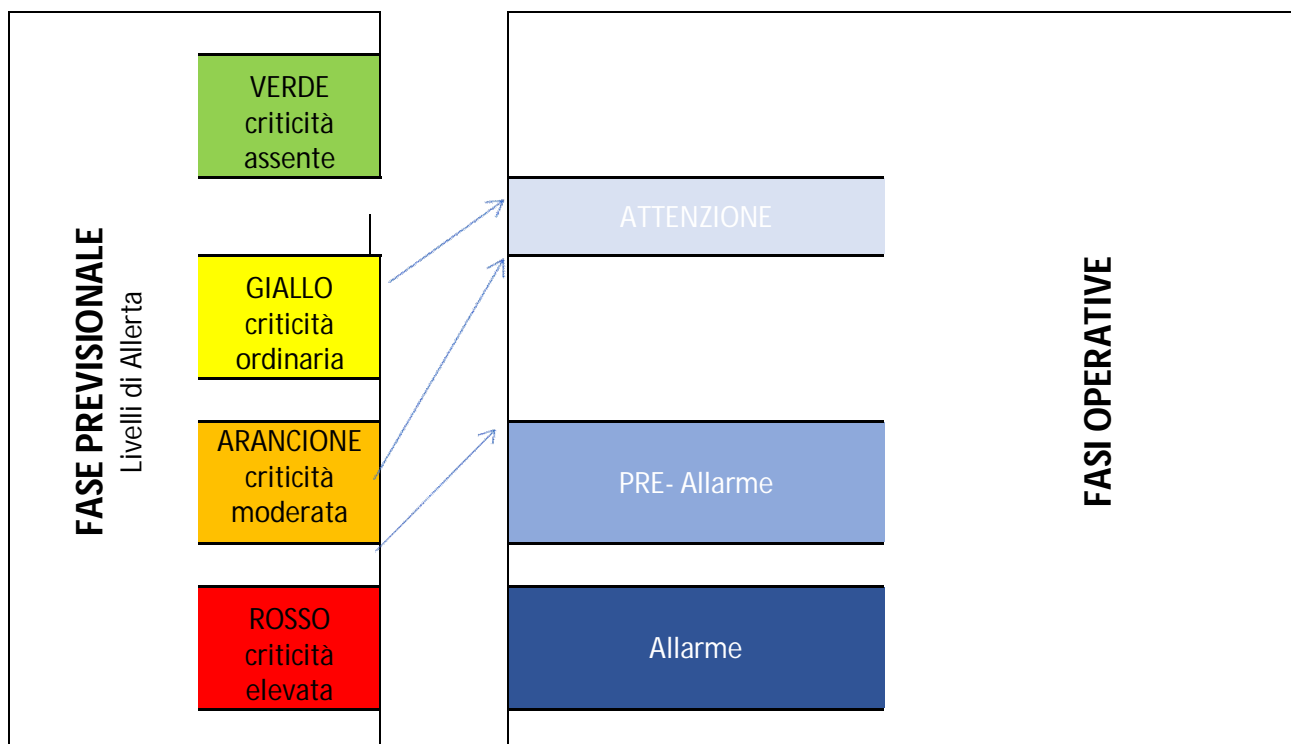 FASE PREVISIONALE
Livelli di Allerta
VERDE
criticità
assente
GIALLO
criticità
ordinaria
ARANCIONE
criticità
moderata
ROSSO
criticità
elevata
ATTENZIONE
PRE- Allarme
Allarme
FASI OPERATIVE